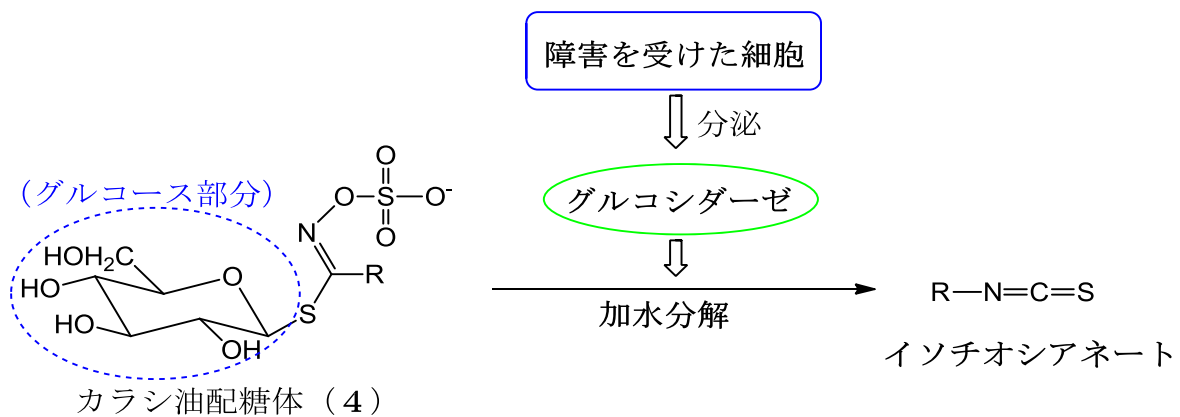 障害を受けた細胞
分泌
グルコシダーゼ
加水分解
(グルコース部分)
O
O S O-
O
N
R
S
HOH2C
O
HO
HO
OH
カラシ油配糖体(4)
R N C S
イソチオシアネート